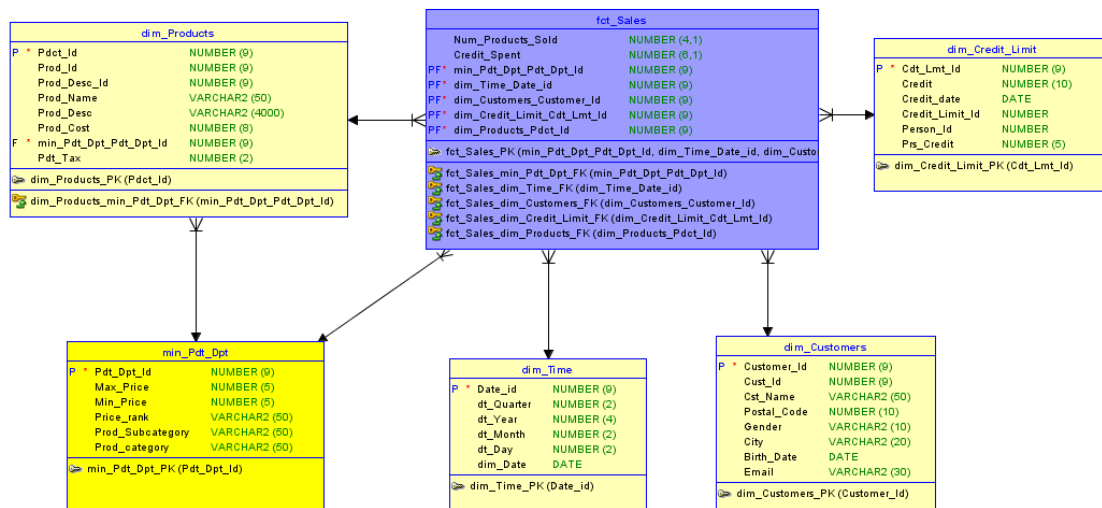 dim_Products
P * Pdct_Id NUMBER (9)
Prod_Id NUMBER (9)
Prod_Desc_Id NUMBER (9)
Prod_Name VARCHAR2 (50)
Prod_Desc VARCHAR2 (4000)
Prod_Cost NUMBER (8)
F * min_Pdt_Dpt_Pdt_Dpt_Id NUMBER (9)
Pdt_Tax NUMBER (2)
dim_Products_PK (Pdct_Id)
dim_Products_min_Pdt_Dpt_FK (min_Pdt_Dpt_Pdt_Dpt_Id)
fct_Sales
Num_Products_Sold NUMBER (4,1)
Credit_Spent NUMBER (6,1)
PF* min_Pdt_Dpt_Pdt_Dpt_Id NUMBER (9)
PF* dim_Time_Date_id NUMBER (9)
PF* dim_Customers_Customer_Id NUMBER (9)
PF* dim_Credit_Limit_Cdt_Lmt_Id NUMBER (9)
PF* dim_Products_Pdct_Id NUMBER (9)
fct_Sales_PK (min_Pdt_Dpt_Pdt_Dpt_Id, dim_Time_Date_id, dim_Custo
fct_Sales_min_Pdt_Dpt_FK (min_Pdt_Dpt_Pdt_Dpt_Id)
fct_Sales_dim_Time_FK (dim_Time_Date_id)
fct_Sales_dim_Customers_FK (dim_Customers_Customer_Id)
fct_Sales_dim_Credit_Limit_FK (dim_Credit_Limit_Cdt_Lmt_Id)
fct_Sales_dim_Products_FK (dim_Products_Pdct_Id)
dim_Credit_Limit
P * Cdt_Lmt_Id NUMBER (9)
Credit NUMBER (10)
Credit_date DATE
Credit_Limit_Id NUMBER
Person_Id NUMBER
Prs_Credit NUMBER (5)
dim_Credit_Limit_PK (Cdt_Lmt_Id)
min_Pdt_Dpt
P * Pdt_Dpt_Id NUMBER (9)
Max_Price NUMBER (5)
Min_Price NUMBER (5)
Price_rank VARCHAR2 (50)
Prod_Subcategory VARCHAR2 (50)
Prod_category VARCHAR2 (50)
min_Pdt_Dpt_PK (Pdt_Dpt_Id)
dim_Time
P * Date_id NUMBER (9)
dt_Quarter NUMBER (2)
dt_Year NUMBER (4)
dt_Month NUMBER (2)
dt_Day NUMBER (2)
dim_Date DATE
dim_Time_PK (Date_id)
dim_Customers
P * Customer_Id NUMBER (9)
Cust_Id NUMBER (9)
Cst_Name VARCHAR2 (50)
Postal_Code NUMBER (10)
Gender VARCHAR2 (10)
City VARCHAR2 (20)
Birth_Date DATE
Email VARCHAR2 (30)
dim_Customers_PK (Customer_Id)